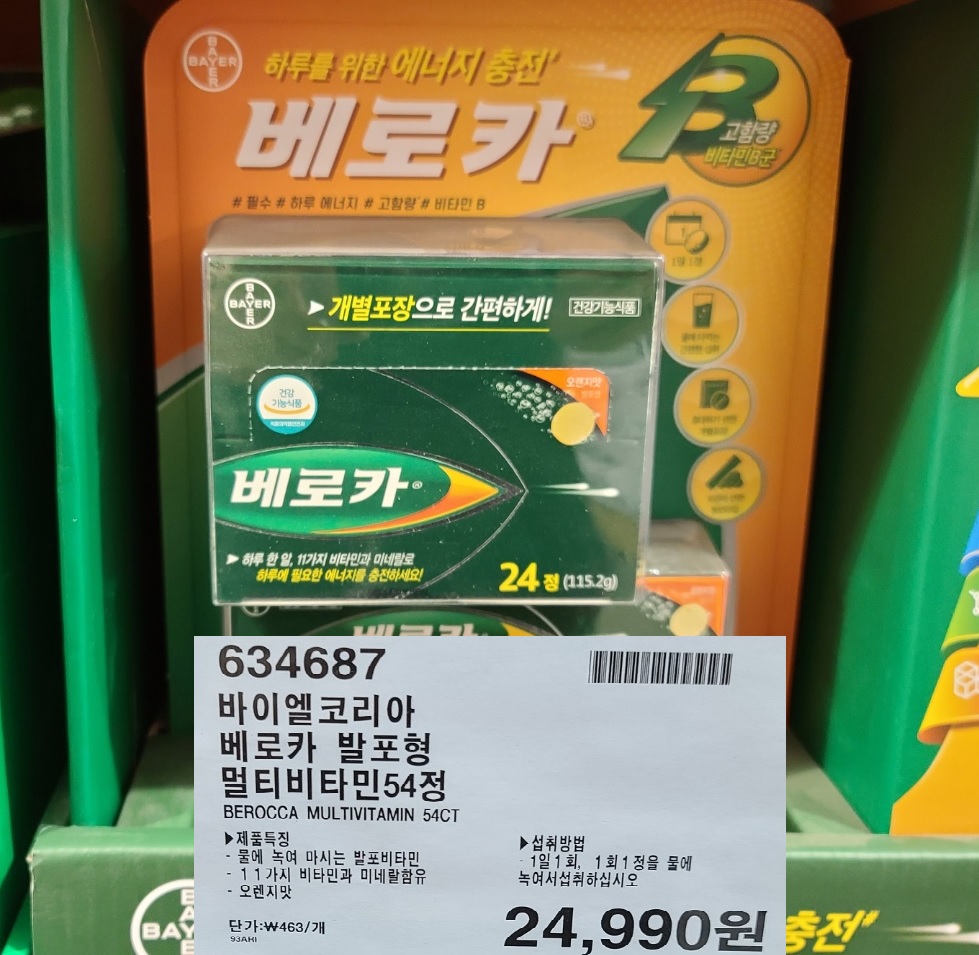 BAYER
하루를 위한 에너지 충전*
베로카®
B
고함량
비타민B군
# 필수 # 하루 에너지 # 고함량 # 비타민 B
1일 1정
BAYER
▶ 개별포장으로 간편하게!
건강기능식품
건강
기능식품
오렌지맛
베로카®
▶ 하루 한 알, 11가지 비타민과 미네랄로
하루에 필요한 에너지를 충전하세요!
24정 (115.2g)
634687
바이엘코리아
베로카 발포형
멀티비타민54정
BEROCCA MULTIVITAMIN 54CT
▶제품특징
- 물에 녹여 마시는 발포비타민
- 11가지 비타민과 미네랄함유
- 오렌지맛
▶섭취방법
- 1일1회, 1회1정을 물에
녹여서섭취하십시오
단가:₩463/개
93AHI
24,990원
BAY
충전#